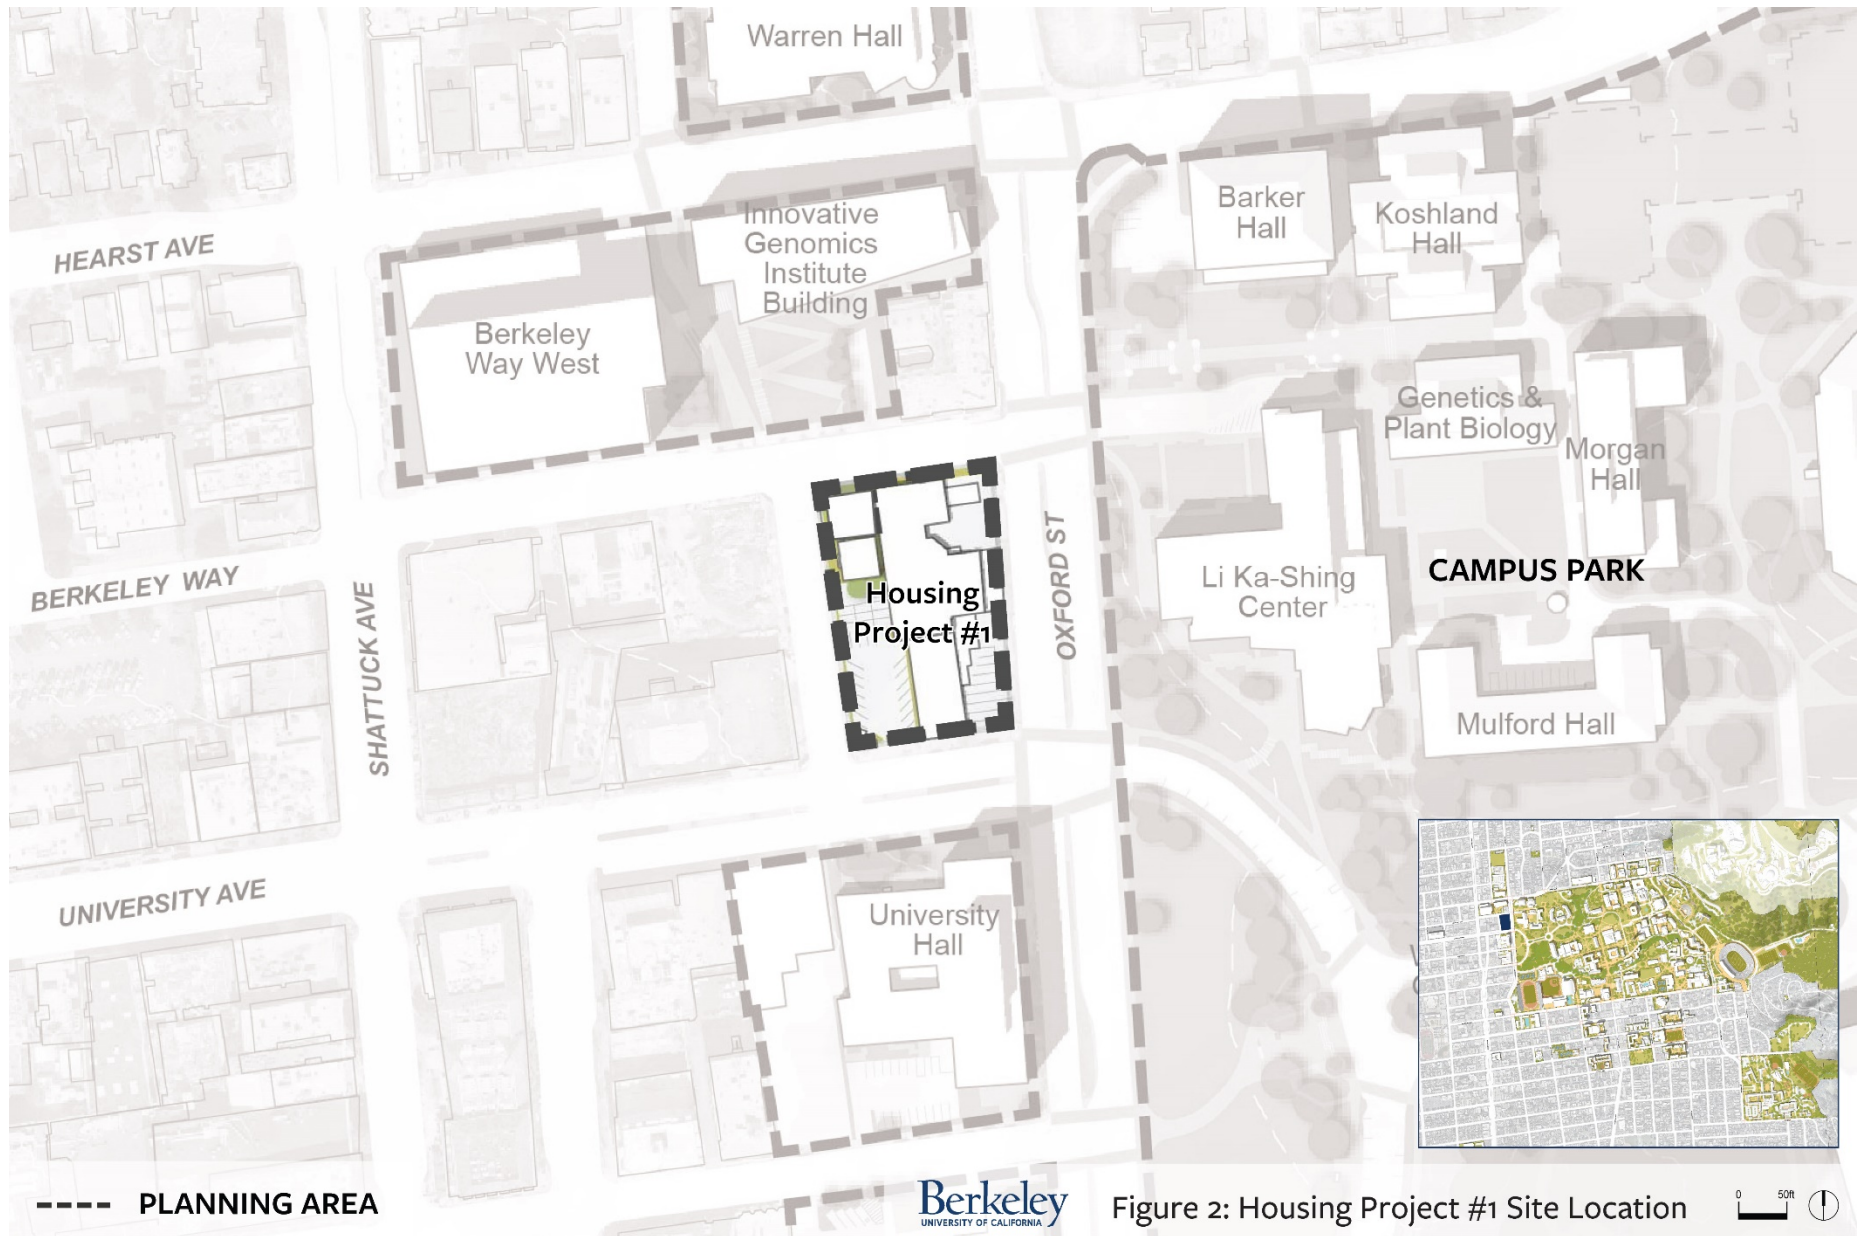 Warren Hall
Barker
Hall
Koshland
Hall
Innovative
Genomics
Institute
Building
HEARST AVE
Berkeley
Way West
Genetics &
Plant Biology
Morgan
Hall
BERKELEY WAY
SHATTUCK AVE
Housing
Project #1
OXFORD ST
Li Ka-Shing
Center
CAMPUS PARK
Mulford Hall
UNIVERSITY AVE
University
Hall
PLANNING AREA
Berkeley
UNIVERSITY OF CALIFORNIA
Figure 2: Housing Project #1 Site Location
0 50ft